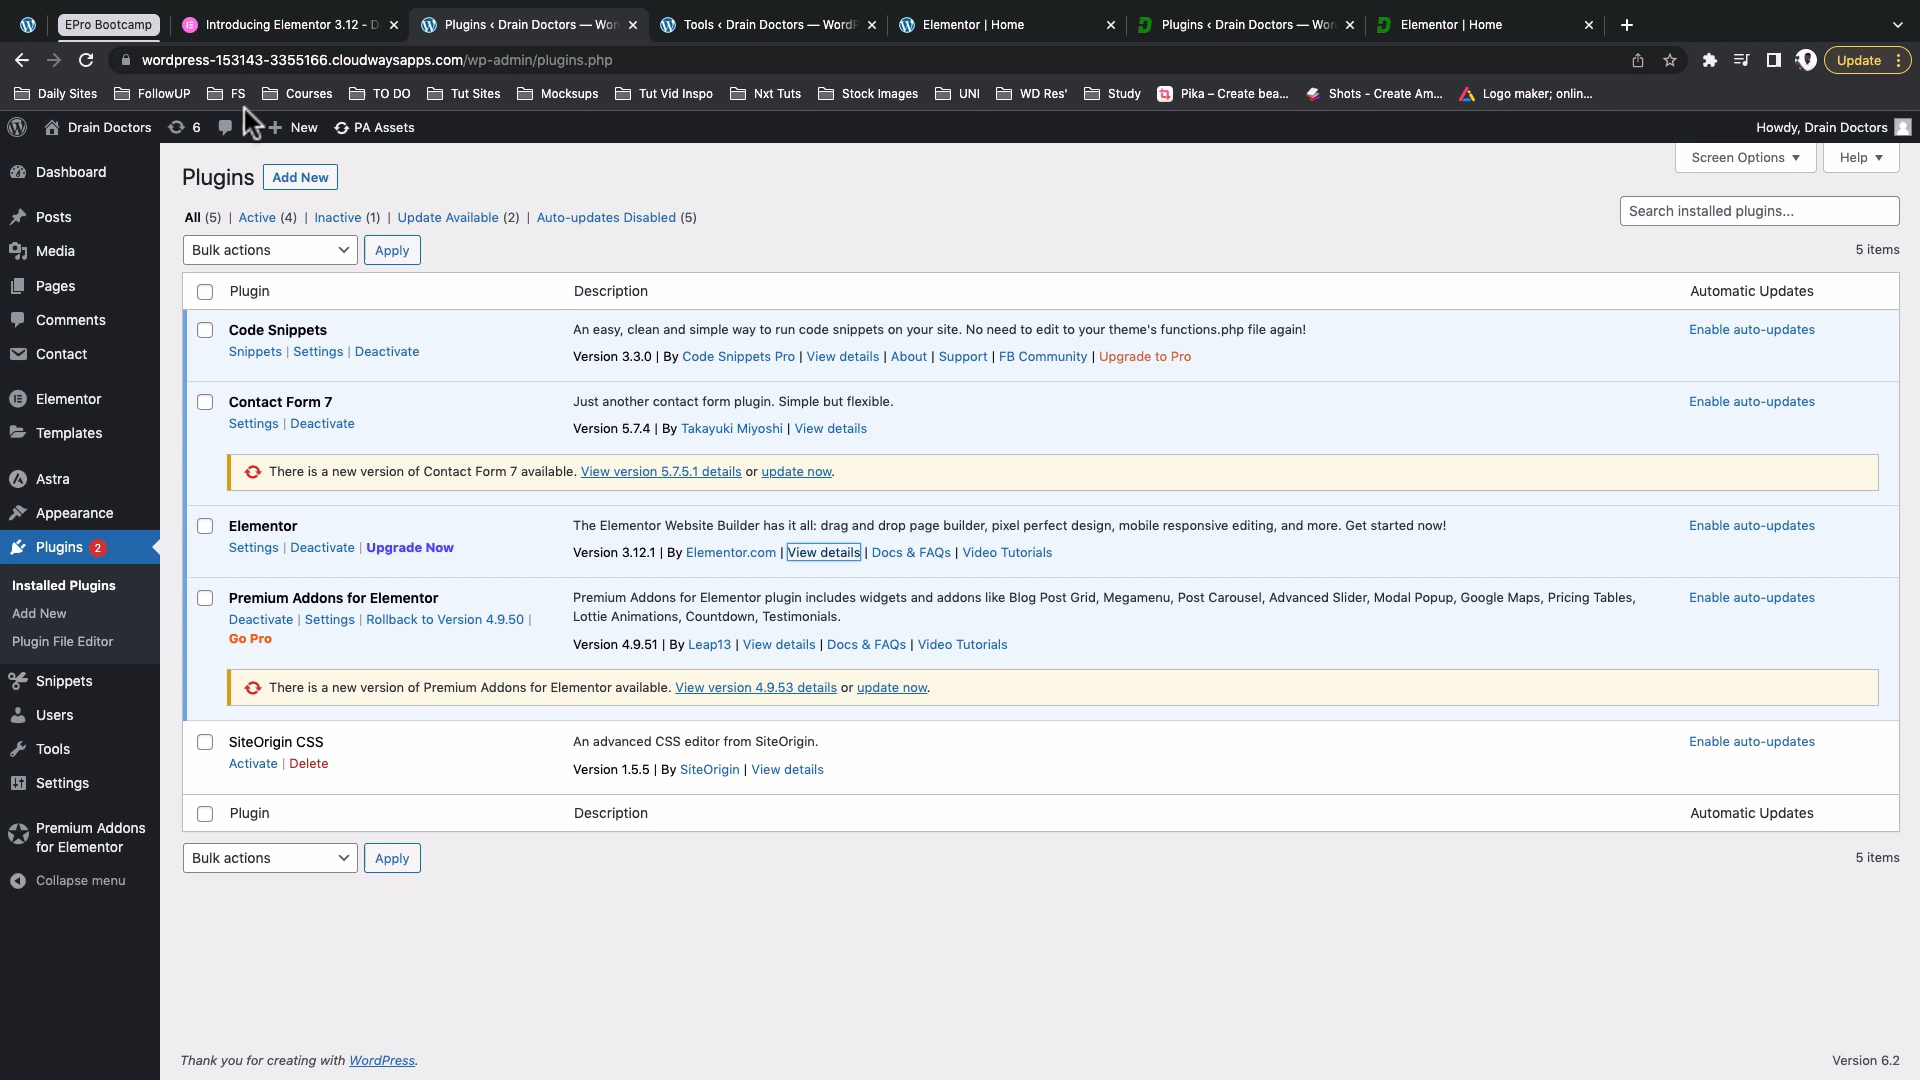 EPro Bootcamp
Introducing Elementor 3.12 - D
Plugins ‹ Drain Doctors — Wor
Tools ‹ Drain Doctors — WordP
Elementor | Home
Plugins ‹ Drain Doctors — Wor
Elementor | Home
wordpress-153143-3355166.cloudwaysapps.com/wp-admin/plugins.php
Update
Daily Sites
FollowUP
FS
Courses
TO DO
Tut Sites
Mocksups
Tut Vid Inspo
Nxt Tuts
Stock Images
UNI
WD Res'
Study
Pika – Create bea...
Shots - Create Am...
Logo maker; onlin...
Drain Doctors
6
New
PA Assets
Howdy, Drain Doctors
Dashboard
Posts
Media
Pages
Comments
Contact
Elementor
Templates
Astra
Appearance
Plugins 2
Installed Plugins
Add New
Plugin File Editor
Snippets
Users
Tools
Settings
Premium Addons
for Elementor
Collapse menu
Screen Options
Help
Plugins
Add New
All (5) | Active (4) | Inactive (1) | Update Available (2) | Auto-updates Disabled (5)
Search installed plugins...
Bulk actions
Apply
5 items
Plugin
Description
Automatic Updates
Code Snippets
Snippets | Settings | Deactivate
An easy, clean and simple way to run code snippets on your site. No need to edit to your theme's functions.php file again!
Version 3.3.0 | By Code Snippets Pro | View details | About | Support | FB Community | Upgrade to Pro
Enable auto-updates
Contact Form 7
Settings | Deactivate
Just another contact form plugin. Simple but flexible.
Version 5.7.4 | By Takayuki Miyoshi | View details
Enable auto-updates
There is a new version of Contact Form 7 available. View version 5.7.5.1 details or update now.
Elementor
Settings | Deactivate | Upgrade Now
The Elementor Website Builder has it all: drag and drop page builder, pixel perfect design, mobile responsive editing, and more. Get started now!
Version 3.12.1 | By Elementor.com | View details | Docs & FAQs | Video Tutorials
Enable auto-updates
Premium Addons for Elementor
Deactivate | Settings | Rollback to Version 4.9.50 |
Go Pro
Premium Addons for Elementor plugin includes widgets and addons like Blog Post Grid, Megamenu, Post Carousel, Advanced Slider, Modal Popup, Google Maps, Pricing Tables,
Lottie Animations, Countdown, Testimonials.
Version 4.9.51 | By Leap13 | View details | Docs & FAQs | Video Tutorials
Enable auto-updates
There is a new version of Premium Addons for Elementor available. View version 4.9.53 details or update now.
SiteOrigin CSS
Activate | Delete
An advanced CSS editor from SiteOrigin.
Version 1.5.5 | By SiteOrigin | View details
Enable auto-updates
Plugin
Description
Automatic Updates
Bulk actions
Apply
5 items
Thank you for creating with WordPress.
Version 6.2